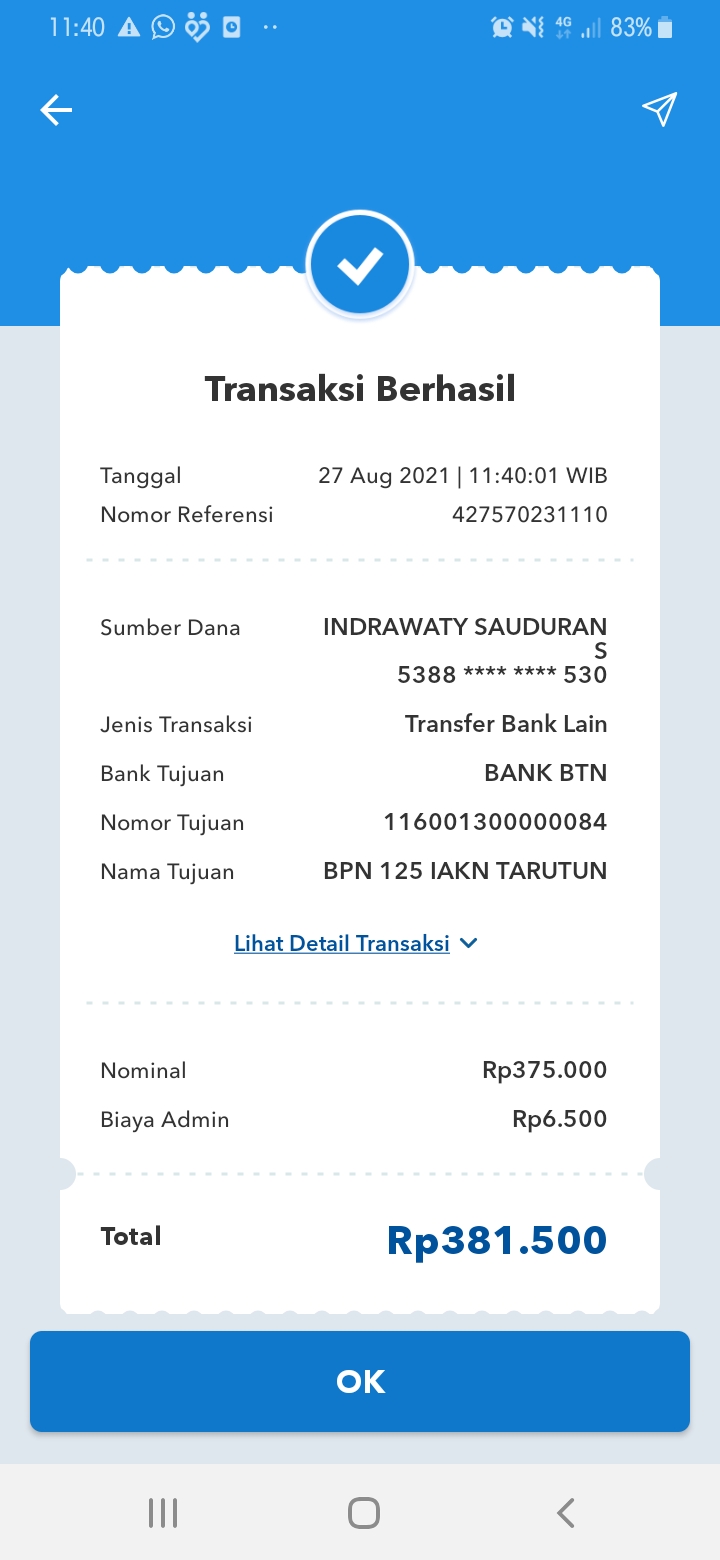 11:40
4G
83%
Transaksi Berhasil
Tanggal 27 Aug 2021 | 11:40:01 WIB
Nomor Referensi 427570231110
Sumber Dana INDRAWATY SAUDURAN
S
5388 **** **** 530
Jenis Transaksi Transfer Bank Lain
Bank Tujuan BANK BTN
Nomor Tujuan 116001300000084
Nama Tujuan BPN 125 IAKN TARUTUN
Lihat Detail Transaksi
Nominal Rp375.000
Biaya Admin Rp6.500
Total Rp381.500
OK